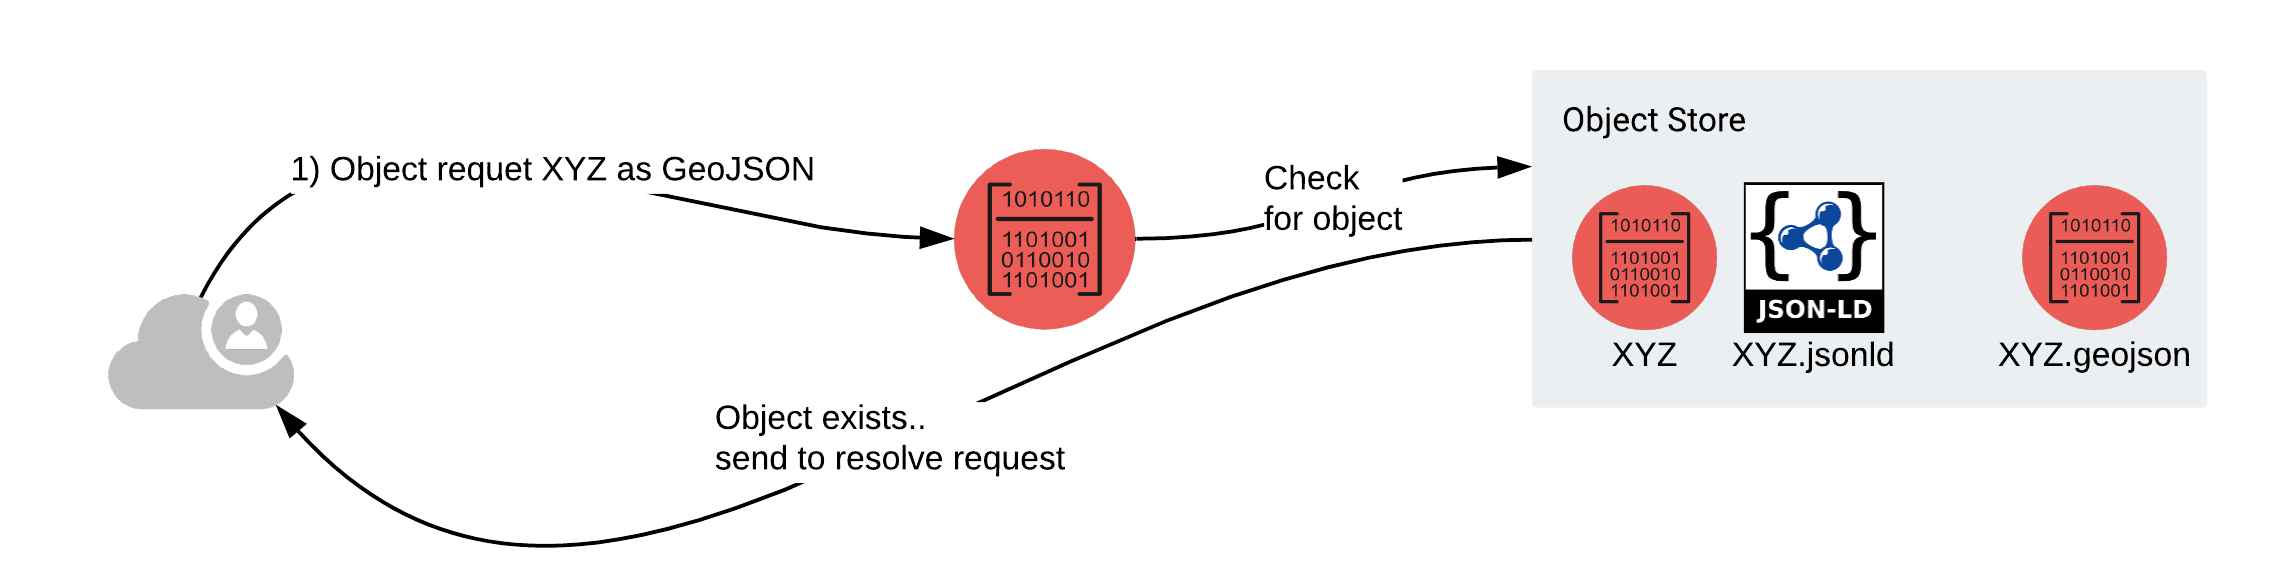 1) Object requet XYZ as GeoJSON
1010110
1101001
0110010
1101001
Check
for object
Object Store
1010110
1101001
0110010
1101001
XYZ
{ }
JSON-LD
XYZ.jsonld
1010110
1101001
0110010
1101001
XYZ.geojson
Object exists..
send to resolve request